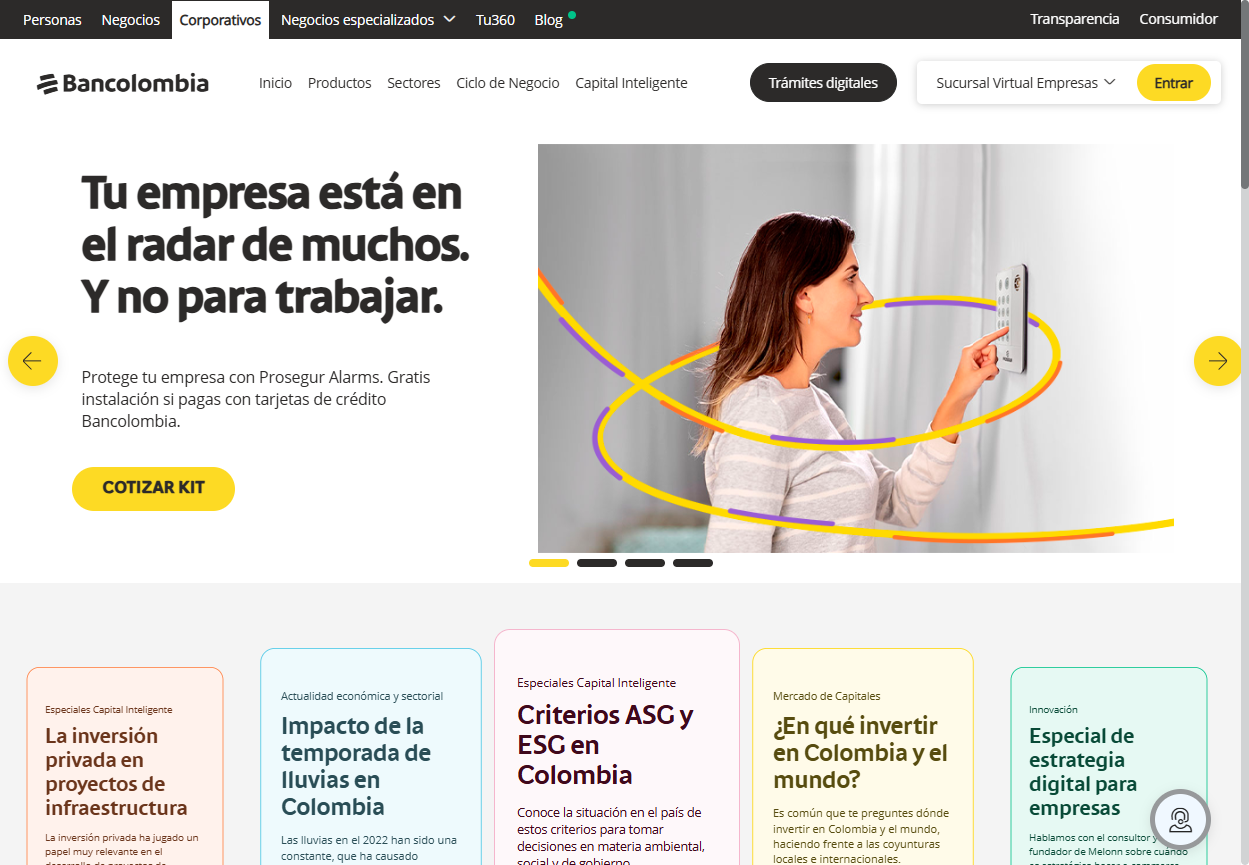 Personas Negocios Corporativos Negocios especializados Tu360 Blog Transparencia Consumidor
Bancolombia Inicio Productos Sectores Ciclo de Negocio Capital Inteligente Trámites digitales Sucursal Virtual Empresas Entrar
Tu empresa está en
el radar de muchos.
Y no para trabajar.
Protege tu empresa con Prosegur Alarms. Gratis
instalación si pagas con tarjetas de crédito
Bancolombia.
COTIZAR KIT
Especiales Capital Inteligente
La inversión
privada en
proyectos de
infraestructura
La inversión privada ha jugado un
papel muy relevante en el
desarrollo de proyectos de
Actualidad económica y sectorial
Impacto de la
temporada de
lluvias en
Colombia
Las lluvias en el 2022 han sido una
constante, que ha causado
Especiales Capital Inteligente
Criterios ASG y
ESG en
Colombia
Conoce la situación en el país de
estos criterios para tomar
decisiones en materia ambiental,
social y de gobierno
Mercado de Capitales
¿En qué invertir
en Colombia y el
mundo?
Es común que te preguntes dónde
invertir en Colombia y el mundo,
haciendo frente a las coyunturas
locales e internacionales.
Innovación
Especial de
estrategia
digital para
empresas
Hablamos con el consultor y
fundador de Melonn sobre cuándo